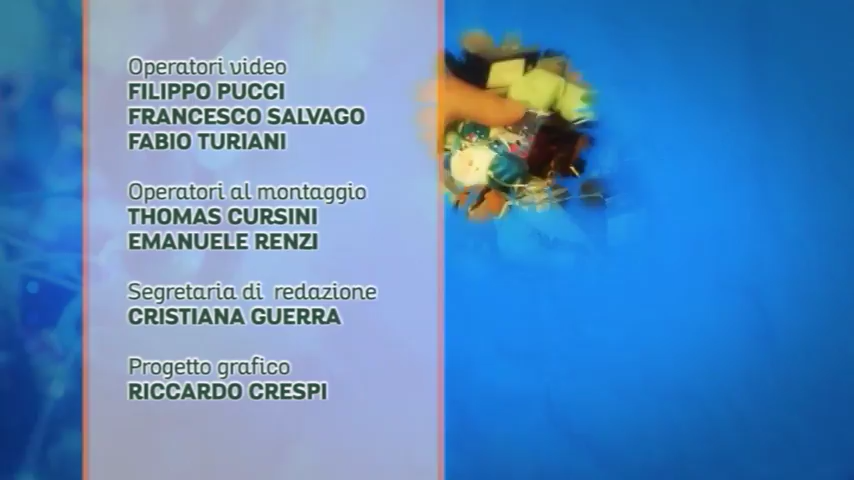 Operatori video
FILIPPO PUCCI
FRANCESCO SALVAGO
FABIO TURIANI
Operatori al montaggio
THOMAS CURSINI
EMANUELE RENZI
Segretaria di redazione
CRISTIANA GUERRA
Progetto grafico
RICCARDO CRESPI